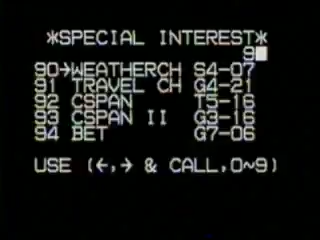 *SPECIAL INTEREST*
9
90→WEATHERCH S4-07
91 TRAVEL CH G4-21
92 CSPAN T5-16
93 CSPAN II G3-16
94 BET G7-06
USE (←,→ & CALL,0~9)